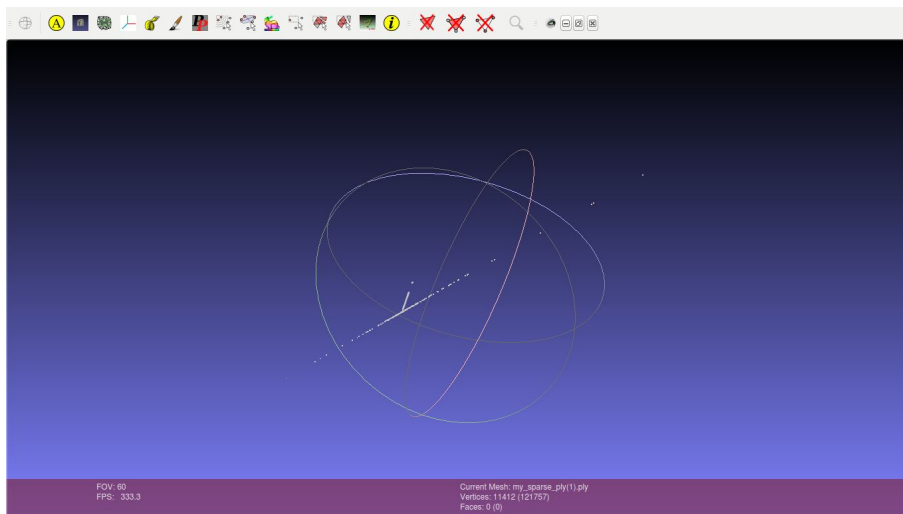 A
i
FOV: 60
FPS: 333.3
Current Mesh: my_sparse_ply(1).ply
Vertices: 11412 (121757)
Faces: 0 (0)